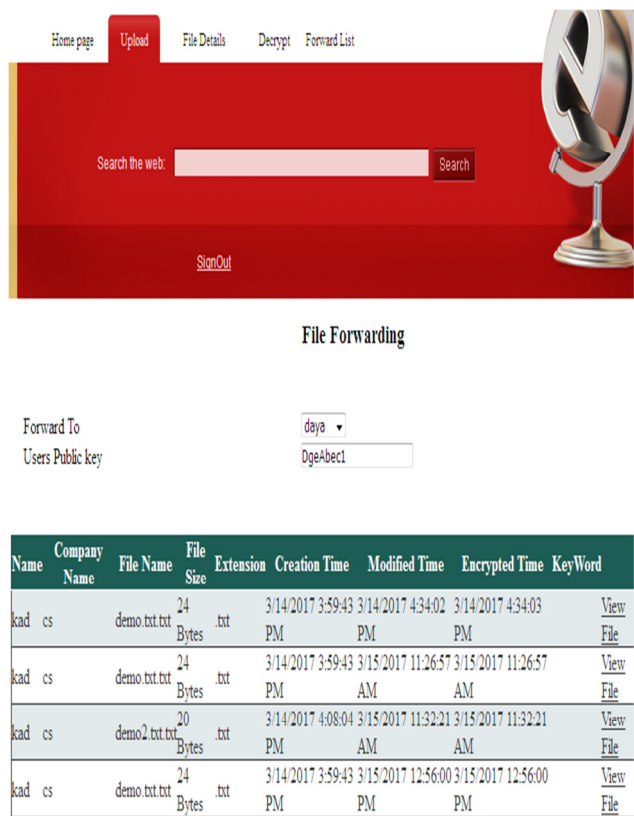 Home page Upload File Details Decrypt Forward List
Search the web: Search
SignOut
File Forwarding
Forward To daya
Users Public key DgeAbec1
Name Company Name File Name File Size Extension Creation Time Modified Time Encrypted Time KeyWord
kad cs demo.txt.txt 24 Bytes .txt 3/14/2017 3:59:43 PM 3/14/2017 4:34:02 PM 3/14/2017 4:34:03 PM View File
kad cs demo.txt.txt 24 Bytes .txt 3/14/2017 3:59:43 PM 3/15/2017 11:26:57 AM 3/15/2017 11:26:57 AM View File
kad cs demo2.txt.txt 20 Bytes .txt 3/14/2017 4:08:04 PM 3/15/2017 11:32:21 AM 3/15/2017 11:32:21 AM View File
kad cs demo.txt.txt 24 Bytes .txt 3/14/2017 3:59:43 PM 3/15/2017 12:56:00 PM 3/15/2017 12:56:00 PM View File